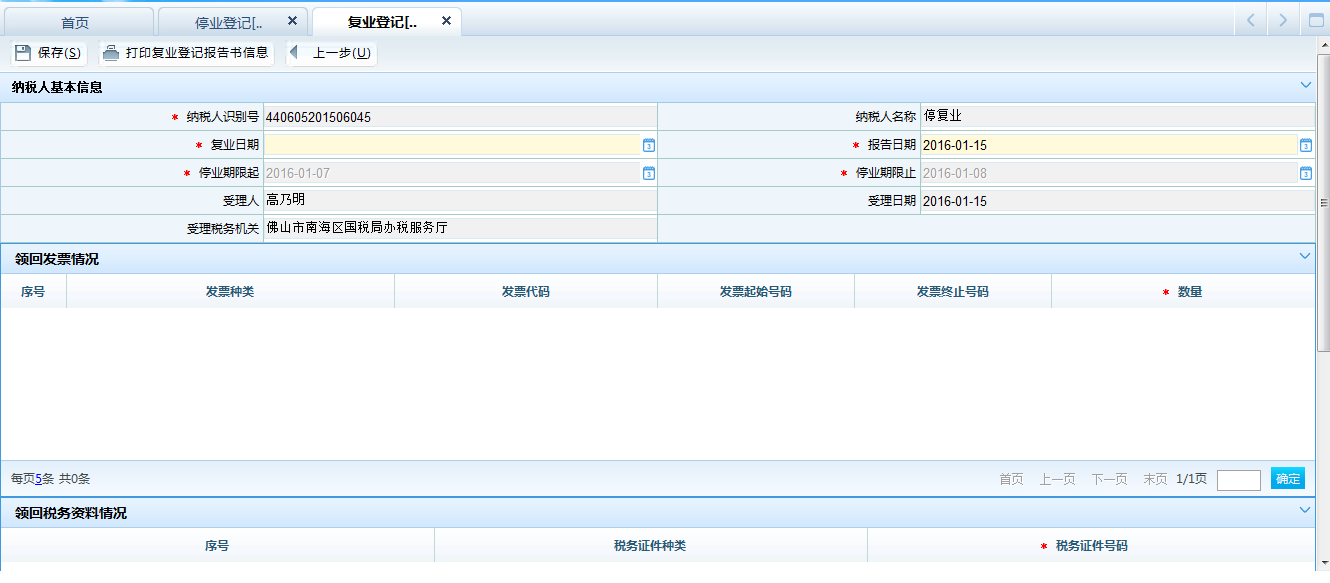 首页 停业登记[.. 复业登记[..
保存(S) 打印复业登记报告书信息 上一步(U)
纳税人基本信息
* 纳税人识别号 440605201506045 纳税人名称 停复业
* 复业日期 * 报告日期 2016-01-15
* 停业期限起 2016-01-07 * 停业期限止 2016-01-08
受理人 高乃明 受理日期 2016-01-15
受理税务机关 佛山市南海区国税局办税服务厅
领回发票情况
序号 发票种类 发票代码 发票起始号码 发票终止号码 * 数量
每页5条 共0条 首页 上一页 下一页 末页 1/1页 确定
领回税务资料情况
序号 税务证件种类 * 税务证件号码